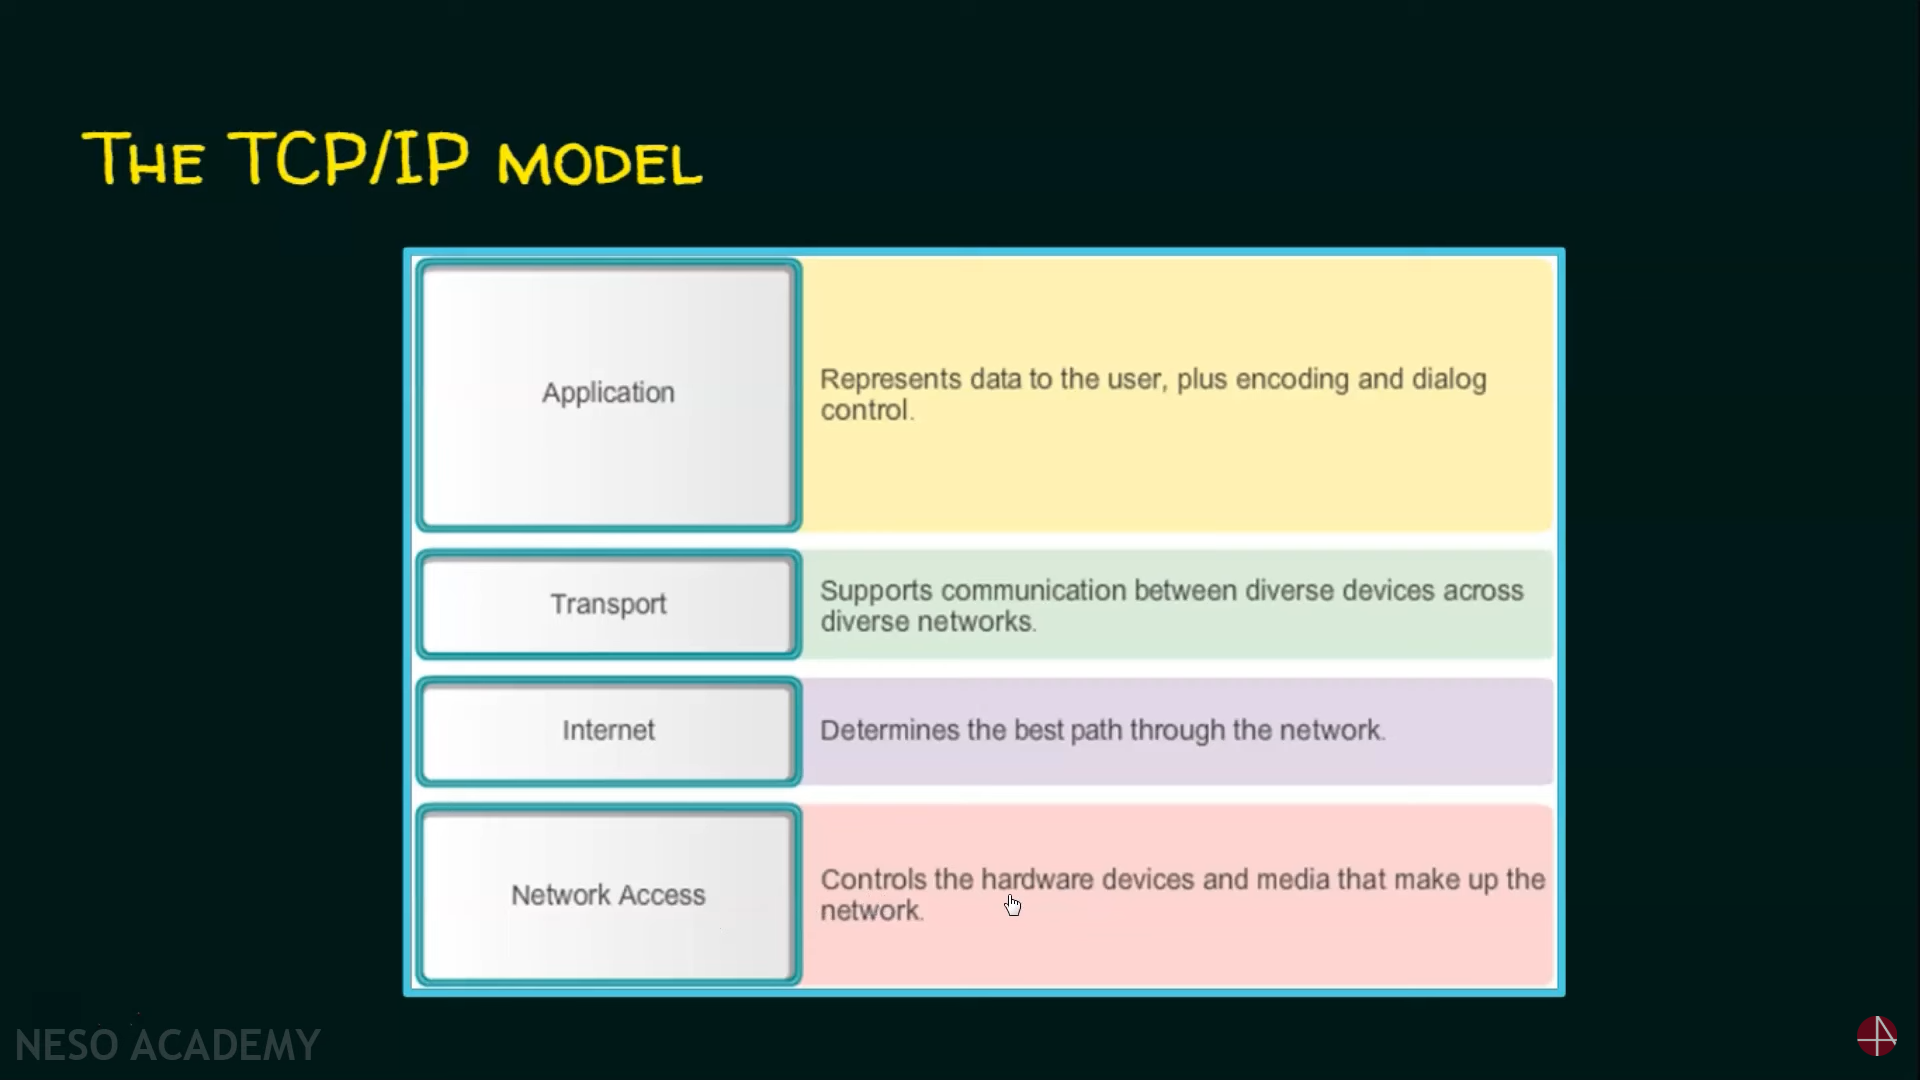 THE TCP/IP MODEL
Application
Represents data to the user, plus encoding and dialog
control.
Transport
Supports communication between diverse devices across
diverse networks.
Internet
Determines the best path through the network.
Network Access
Controls the hardware devices and media that make up the
network.
NESO ACADEMY